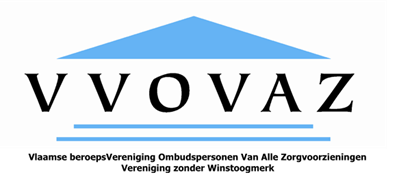 VVOVAZ
Vlaamse beroepsVereniging Ombudspersonen Van Alle Zorgvoorzieningen
Vereniging zonder Winstoogmerk